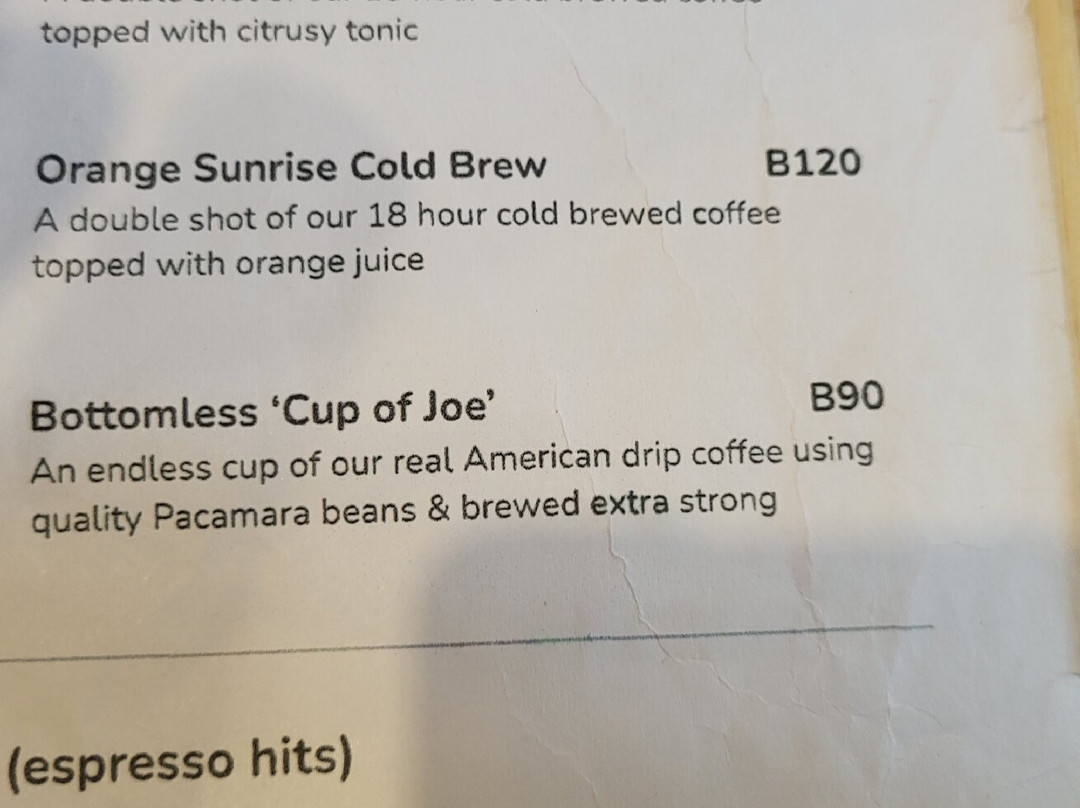 topped with citrusy tonic
Orange Sunrise Cold Brew B120
A double shot of our 18 hour cold brewed coffee
topped with orange juice
Bottomless ‘Cup of Joe’ B90
An endless cup of our real American drip coffee using
quality Pacamara beans & brewed extra strong
(espresso hits)